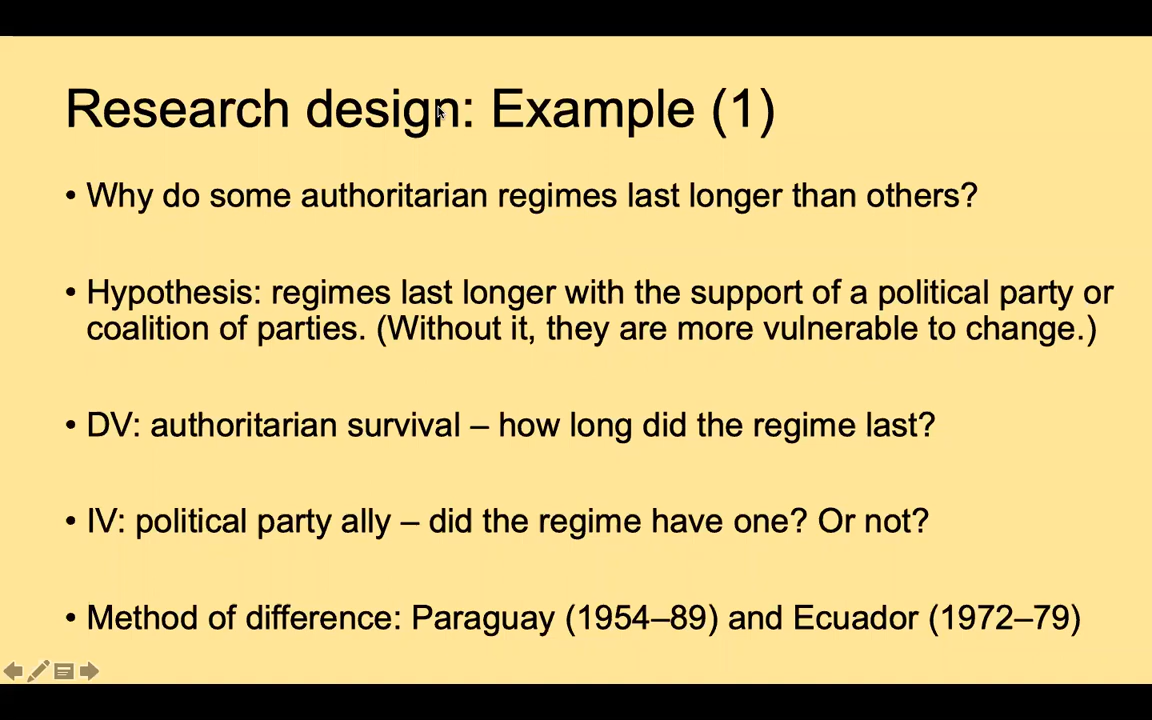 Research design: Example (1)
• Why do some authoritarian regimes last longer than others?
• Hypothesis: regimes last longer with the support of a political party or
coalition of parties. (Without it, they are more vulnerable to change.)
• DV: authoritarian survival – how long did the regime last?
• IV: political party ally – did the regime have one? Or not?
• Method of difference: Paraguay (1954–89) and Ecuador (1972–79)